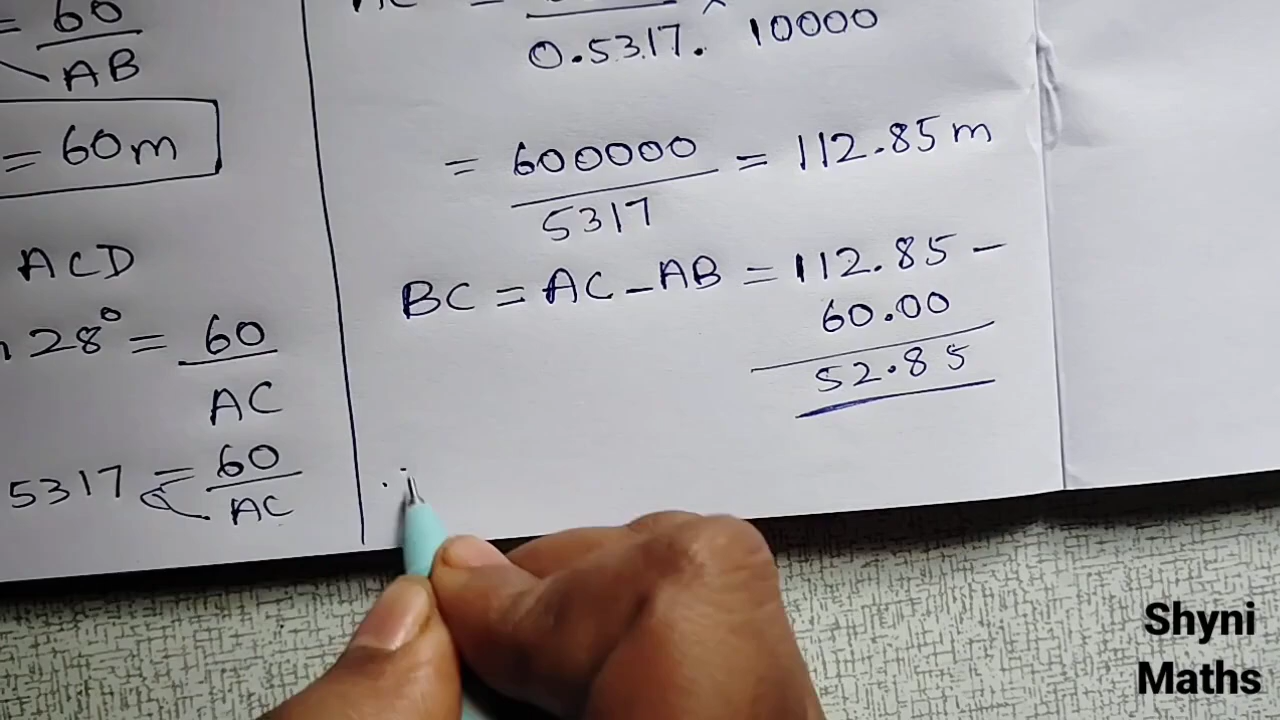 = 60
AB
= 60m
ACD
28° = 60
AC
5317 = 60
AC
0.5317. 10000
= 600000 = 112.85m
5317
BC = AC - AB = 112.85 -
60.00
52.85
Shyni
Maths